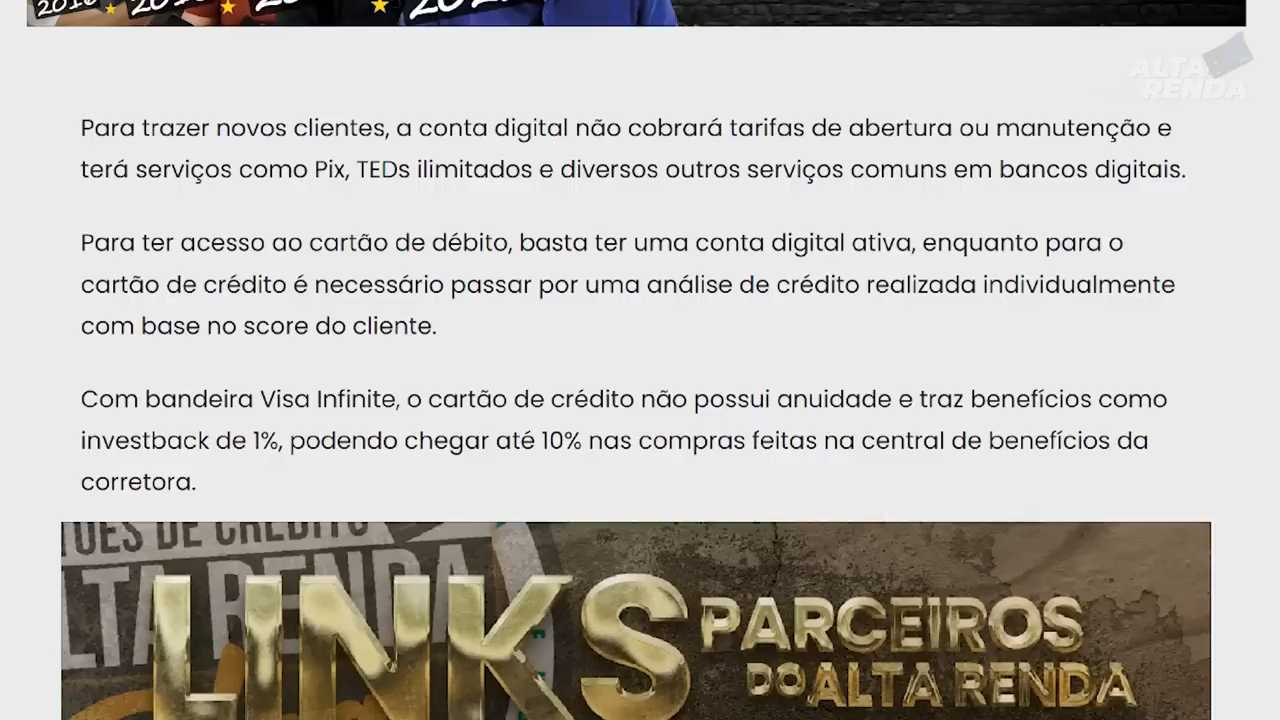 2016
ALTA
RENDA
Para trazer novos clientes, a conta digital não cobrará tarifas de abertura ou manutenção e
terá serviços como Pix, TEDs ilimitados e diversos outros serviços comuns em bancos digitais.
Para ter acesso ao cartão de débito, basta ter uma conta digital ativa, enquanto para o
cartão de crédito é necessário passar por uma análise de crédito realizada individualmente
com base no score do cliente.
Com bandeira Visa Infinite, o cartão de crédito não possui anuidade e traz benefícios como
investback de 1%, podendo chegar até 10% nas compras feitas na central de benefícios da
corretora.
DE CRÉDITO
RENDA
LINKS PARCEIROS
DO ALTA RENDA